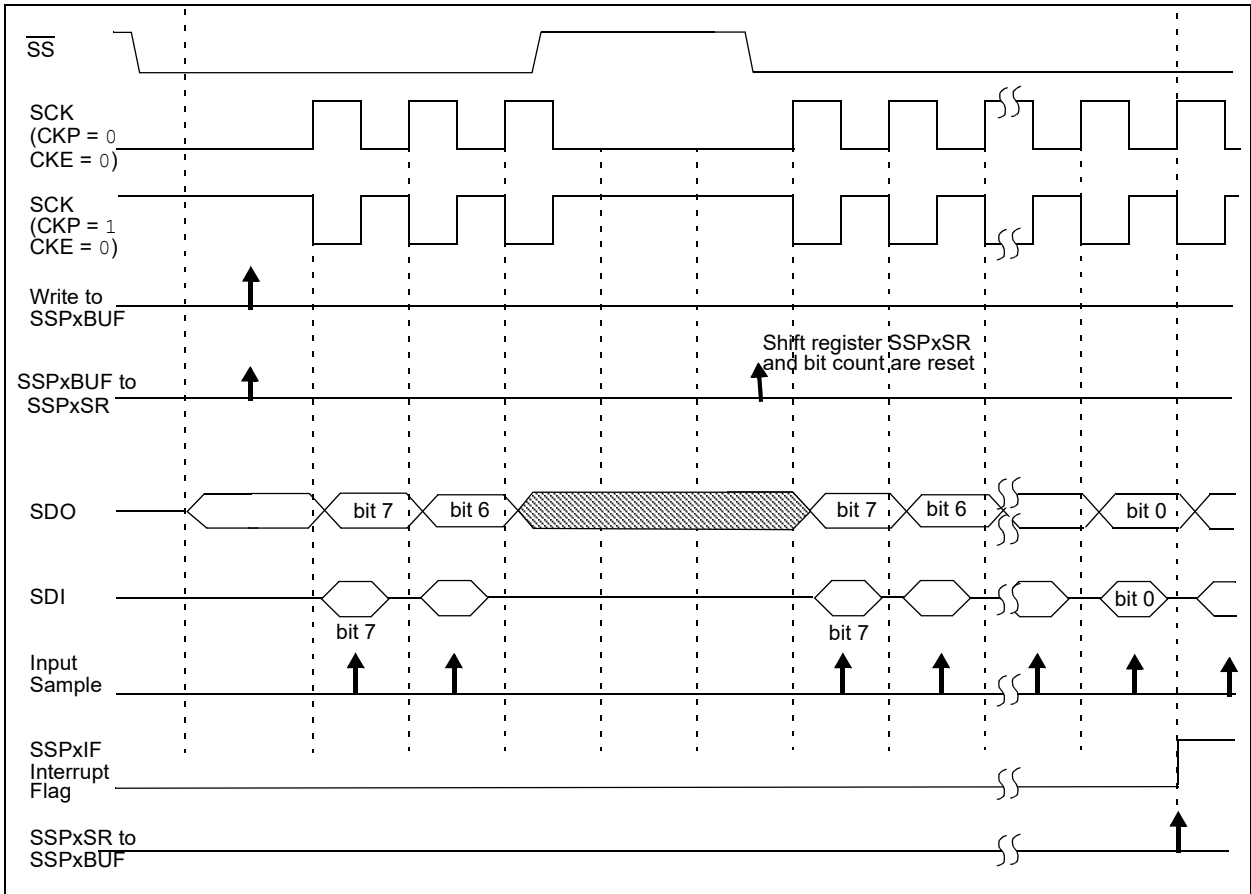 SS
SCK
(CKP = 0
CKE = 0)
SCK
(CKP = 1
CKE = 0)
Write to
SSPxBUF
Shift register SSPxSR
and bit count are reset
SSPxBUF to
SSPxSR
SDO
bit 7
bit 6
bit 7
bit 6
bit 0
SDI
bit 0
bit 7
bit 7
Input
Sample
SSPxIF
Interrupt
Flag
SSPxSR to
SSPxBUF